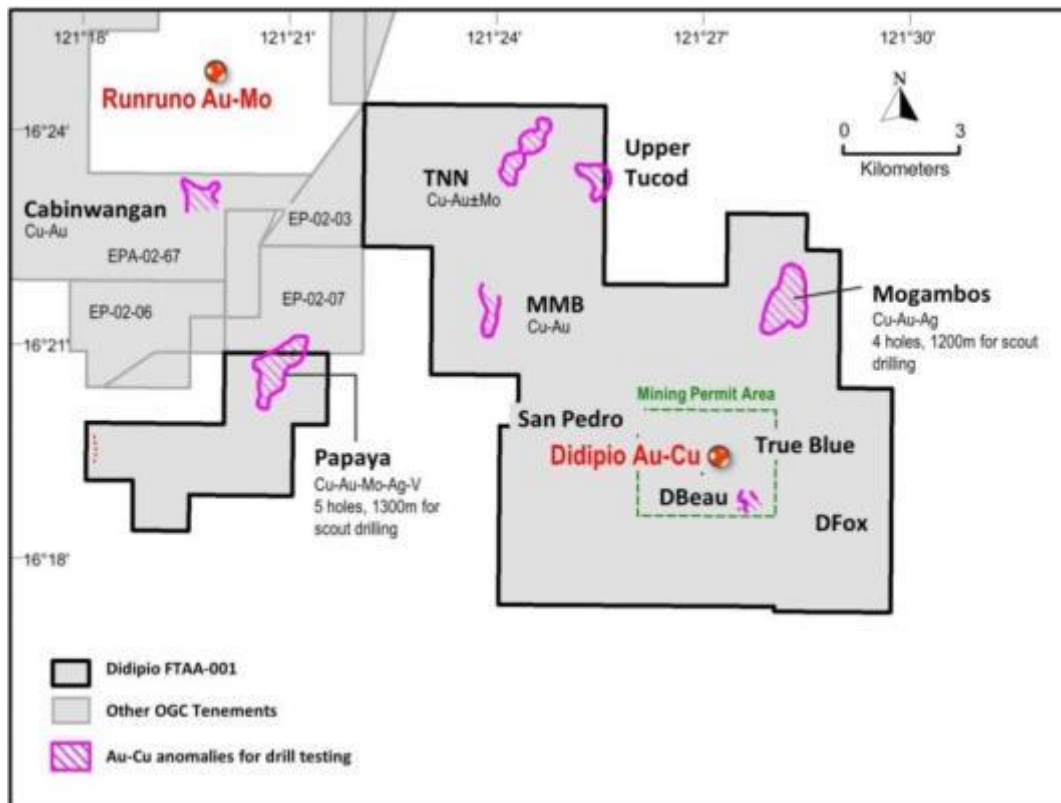 121°18'
121°21'
121°24'
121°27'
121°30'
Runruno Au-Mo
16°24'
N
0
3
Kilometers
Upper
Tucod
TNN
Cu-Au±Mo
Cabinwangan
Cu-Au
EP-02-03
EPA-02-67
EP-02-06
EP-02-07
MMB
Cu-Au
Mogambos
Cu-Au-Ag
4 holes, 1200m for scout
drilling
16°21'
Mining Permit Area
San Pedro
True Blue
Didipio Au-Cu
Papaya
Cu-Au-Mo-Ag-V
5 holes, 1300m for
scout drilling
DBeau
DFox
16°18'
Didipio FTAA-001
Other OGC Tenements
Au-Cu anomalies for drill testing